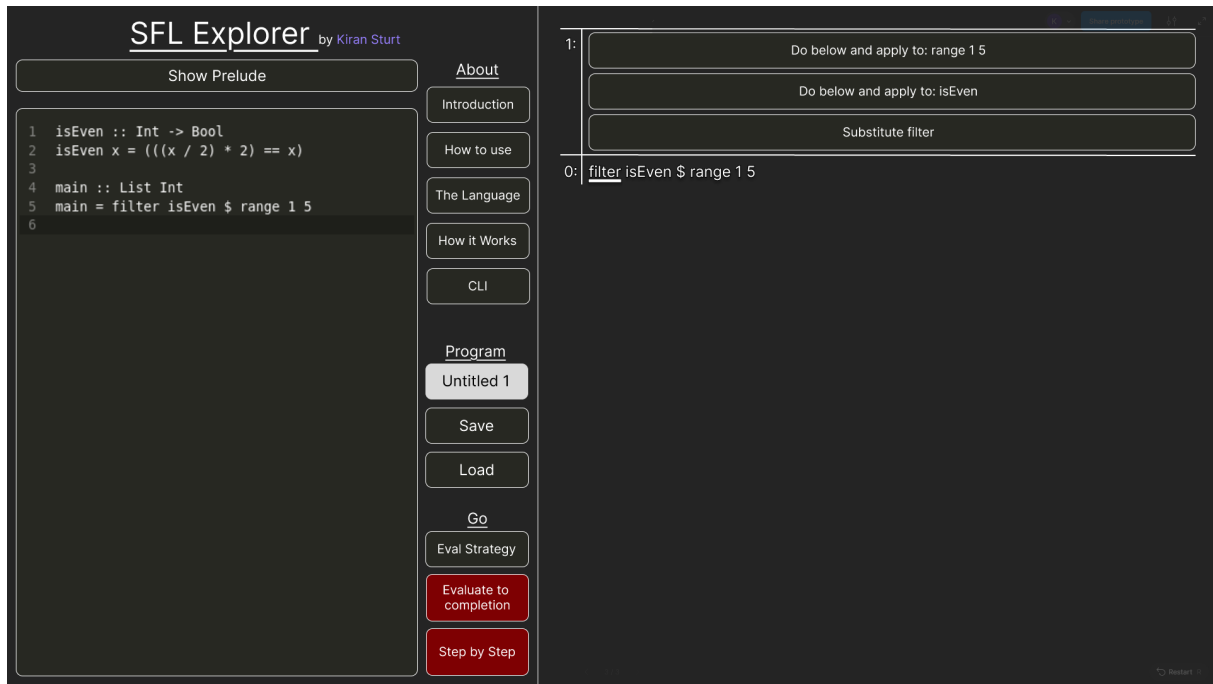 SFL Explorer by Kiran Sturt
Show Prelude
1 isEven :: Int -> Bool
2 isEven x = (((x / 2) * 2) == x)
3
4 main :: List Int
5 main = filter isEven $ range 1 5
6
About
Introduction
How to use
The Language
How it Works
CLI
Program
Untitled 1
Save
Load
Go
Eval Strategy
Evaluate to
completion
Step by Step
K
Share prototype
1:
Do below and apply to: range 1 5
Do below and apply to: isEven
Substitute filter
0: filter isEven $ range 1 5
Restart